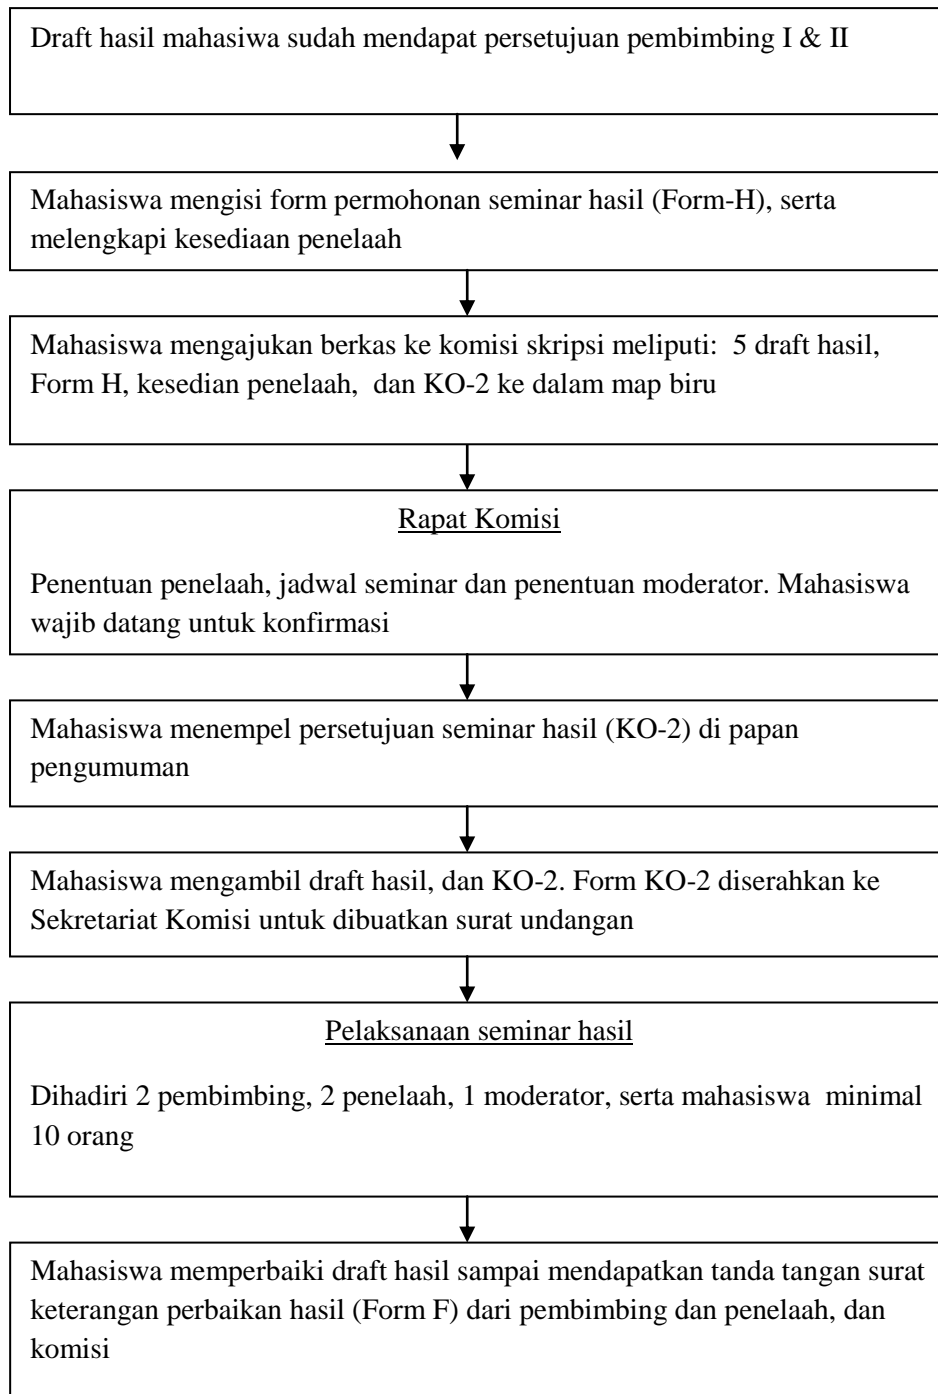 Draft hasil mahasiwa sudah mendapat persetujuan pembimbing I & II
Mahasiswa mengisi form permohonan seminar hasil (Form-H), serta
melengkapi kesediaan penelaah
Mahasiswa mengajukan berkas ke komisi skripsi meliputi:  5 draft hasil,
Form H, kesedian penelaah,  dan KO-2 ke dalam map biru
Rapat Komisi
Penentuan penelaah, jadwal seminar dan penentuan moderator. Mahasiswa
wajib datang untuk konfirmasi
Mahasiswa menempel persetujuan seminar hasil (KO-2) di papan
pengumuman
Mahasiswa mengambil draft hasil, dan KO-2. Form KO-2 diserahkan ke
Sekretariat Komisi untuk dibuatkan surat undangan
Pelaksanaan seminar hasil
Dihadiri 2 pembimbing, 2 penelaah, 1 moderator, serta mahasiswa  minimal
10 orang
Mahasiswa memperbaiki draft hasil sampai mendapatkan tanda tangan surat
keterangan perbaikan hasil (Form F) dari pembimbing dan penelaah, dan
komisi